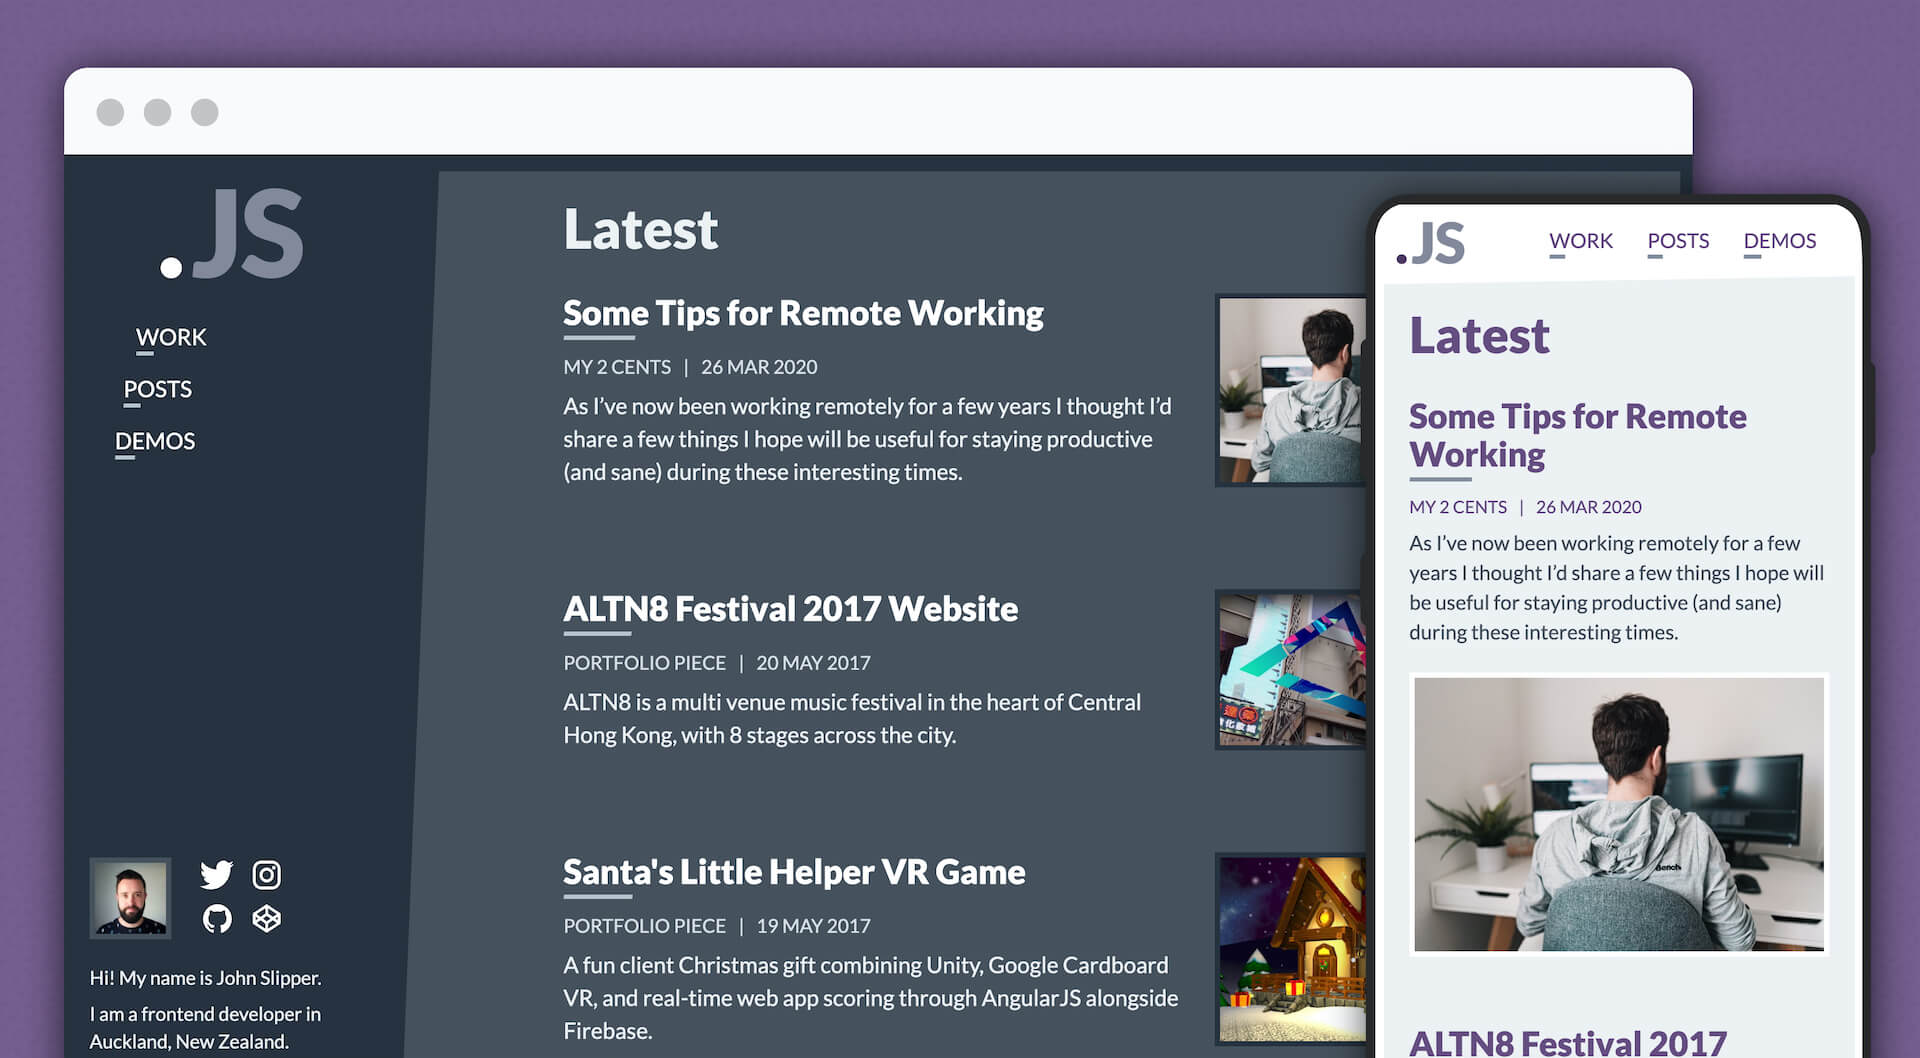 .JS
WORK
POSTS
DEMOS
Hi! My name is John Slipper.
I am a frontend developer in
Auckland, New Zealand.
Latest
Some Tips for Remote Working
MY 2 CENTS | 26 MAR 2020
As I’ve now been working remotely for a few years I thought I’d
share a few things I hope will be useful for staying productive
(and sane) during these interesting times.
ALTN8 Festival 2017 Website
PORTFOLIO PIECE | 20 MAY 2017
ALTN8 is a multi venue music festival in the heart of Central
Hong Kong, with 8 stages across the city.
Santa's Little Helper VR Game
PORTFOLIO PIECE | 19 MAY 2017
A fun client Christmas gift combining Unity, Google Cardboard
VR, and real-time web app scoring through AngularJS alongside
Firebase.
.JS
WORK POSTS DEMOS
Latest
Some Tips for Remote
Working
MY 2 CENTS | 26 MAR 2020
As I’ve now been working remotely for a few
years I thought I’d share a few things I hope will
be useful for staying productive (and sane)
during these interesting times.
Bench
ALTN8 Festival 2017